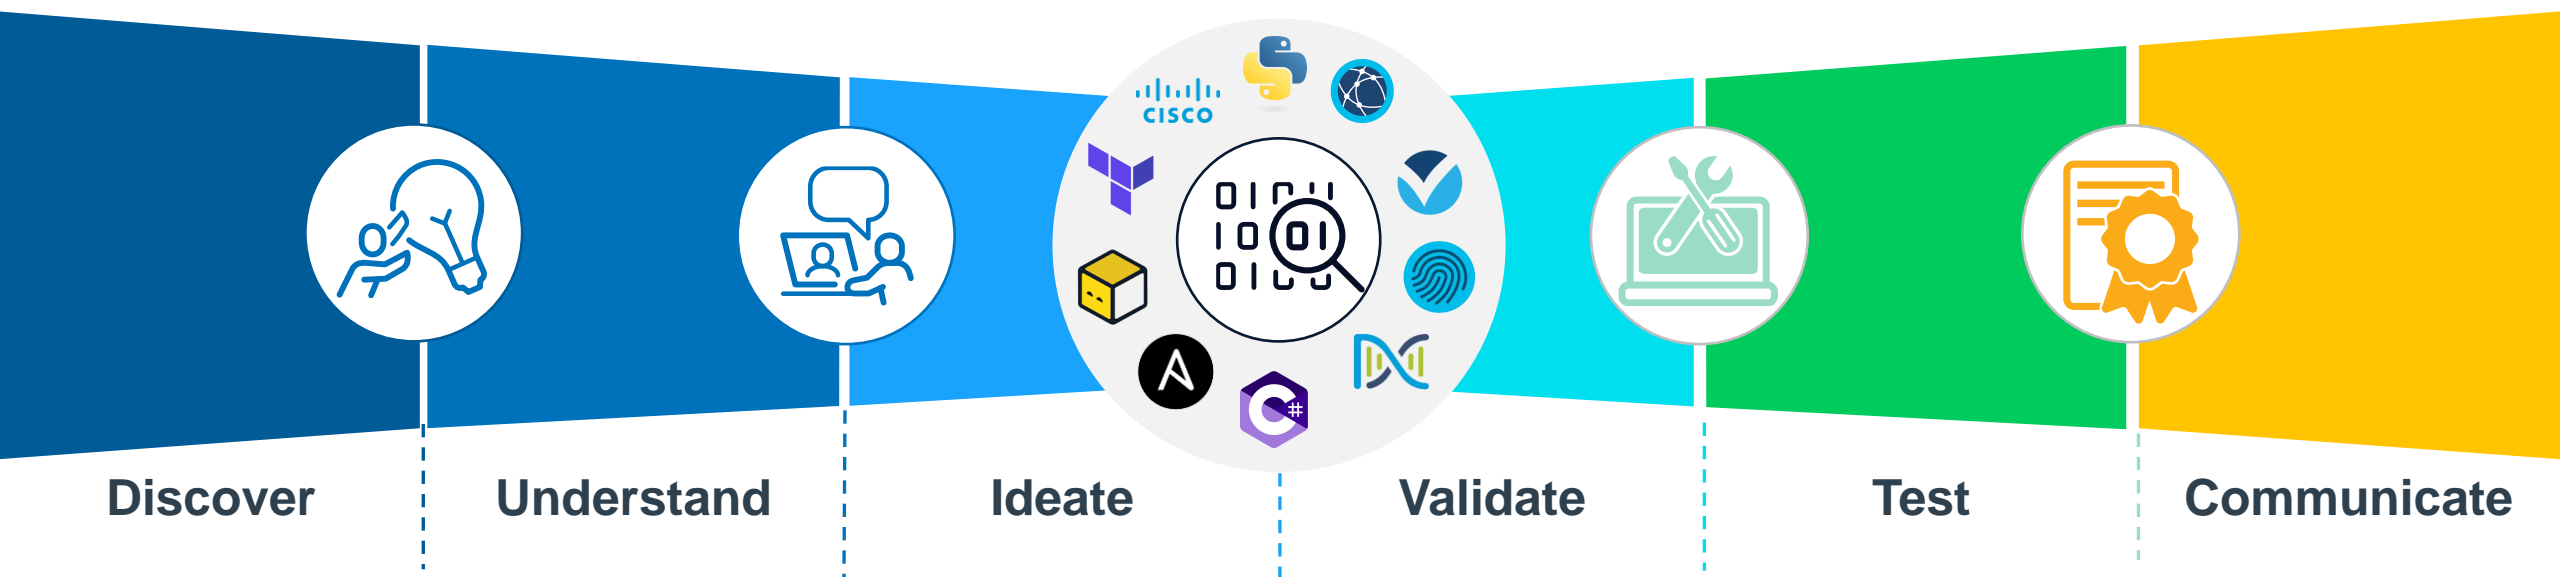 CISCO
Discover
Understand
Ideate
Validate
Test
Communicate